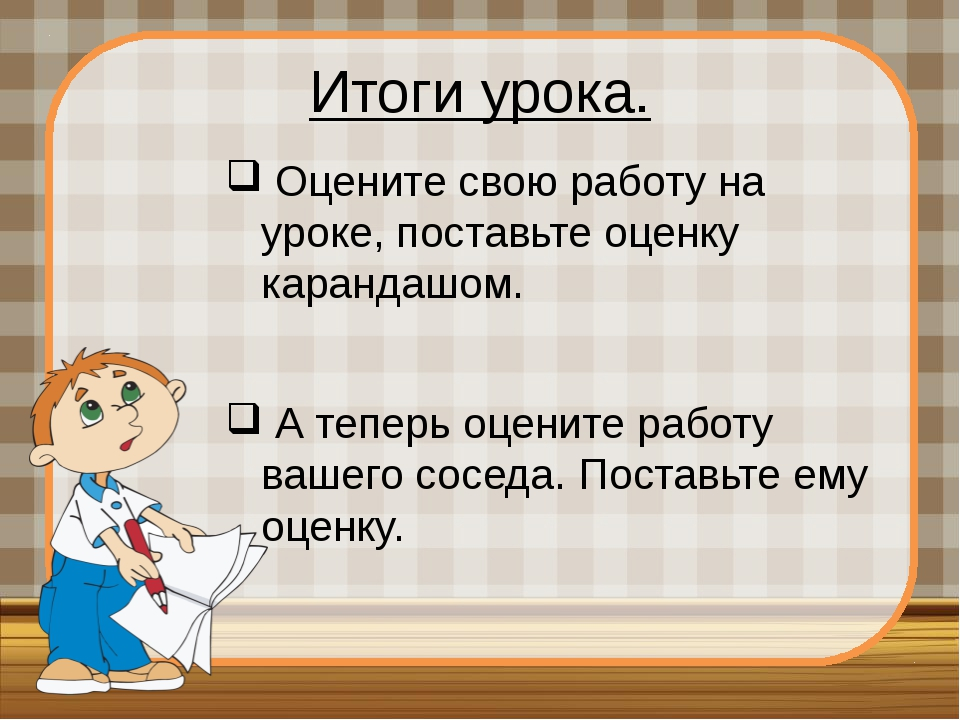 Итоги урока.
Оцените свою работу на
уроке, поставьте оценку
карандашом.
А теперь оцените работу
вашего соседа. Поставьте ему
оценку.